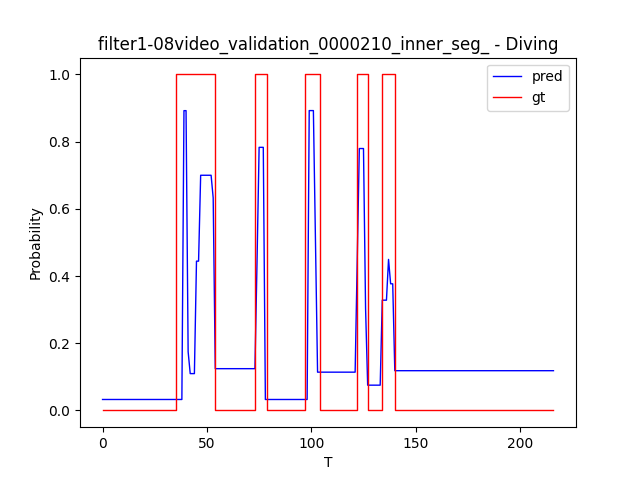 filter1-08video_validation_0000210_inner_seg_ - Diving
pred
gt
1.0
0.8
0.6
0.4
0.2
0.0
Probability
0
50
100
150
200
T